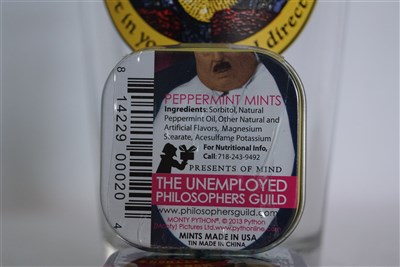 t in yo
d direct
8 14229 00020 4
PEPPERMINT MINTS
Ingredients: Sorbitol, Natural
Peppermint Oil, Other Natural and
Artificial Flavors, Magnesium
Stearate, Acesulfame Potassium
For Nutritional Info,
Call: 718-243-9492
PRESENTS OF MIND
THE UNEMPLOYED
PHILOSOPHERS GUILD
www.philosophersguild.com
MONTY PYTHON® © 2013 Python
Pictures Ltd. www.pythonline
MINTS MADE IN USA
TIN MADE IN CHINA